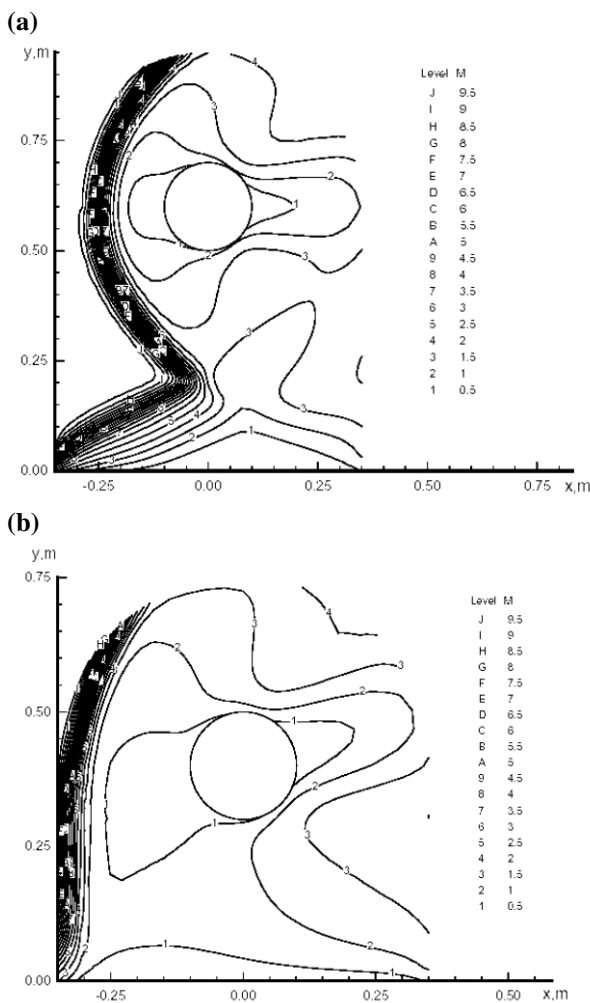 (a)
y,m
0.75
0.50
0.25
0.00
-0.25 0.00 0.25 0.50 0.75 x,m
Level M
J 9.5
I 9
H 8.5
G 8
F 7.5
E 7
D 6.5
C 6
B 5.5
A 5
9 4.5
8 4
7 3.5
6 3
5 2.5
4 2
3 1.5
2 1
1 0.5
(b)
y,m
0.75
0.50
0.25
0.00
-0.25 0.00 0.25 0.50 x,m
Level M
J 9.5
I 9
H 8.5
G 8
F 7.5
E 7
D 6.5
C 6
B 5.5
A 5
9 4.5
8 4
7 3.5
6 3
5 2.5
4 2
3 1.5
2 1
1 0.5